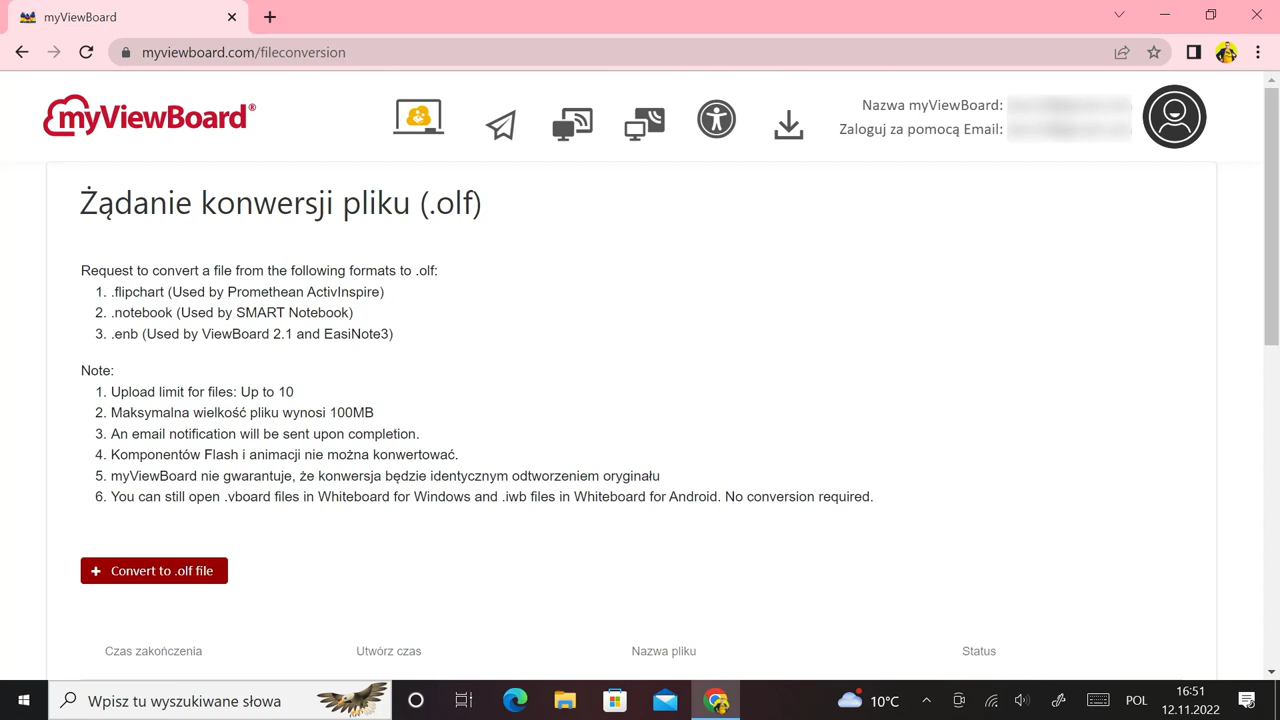 myViewBoard
myviewboard.com/fileconversion
myViewBoard®
Nazwa myViewBoard:
Zaloguj za pomocą Email:
Żądanie konwersji pliku (.olf)
Request to convert a file from the following formats to .olf:
1. .flipchart (Used by Promethean ActivInspire)
2. .notebook (Used by SMART Notebook)
3. .enb (Used by ViewBoard 2.1 and EasiNote3)
Note:
1. Upload limit for files: Up to 10
2. Maksymalna wielkość pliku wynosi 100MB
3. An email notification will be sent upon completion.
4. Komponentów Flash i animacji nie można konwertować.
5. myViewBoard nie gwarantuje, że konwersja będzie identycznym odtworzeniem oryginału
6. You can still open .vboard files in Whiteboard for Windows and .iwb files in Whiteboard for Android. No conversion required.
+ Convert to .olf file
Czas zakończenia Utwórz czas Nazwa pliku Status
Wpisz tu wyszukiwane słowa
10°C
POL
16:51
12.11.2022